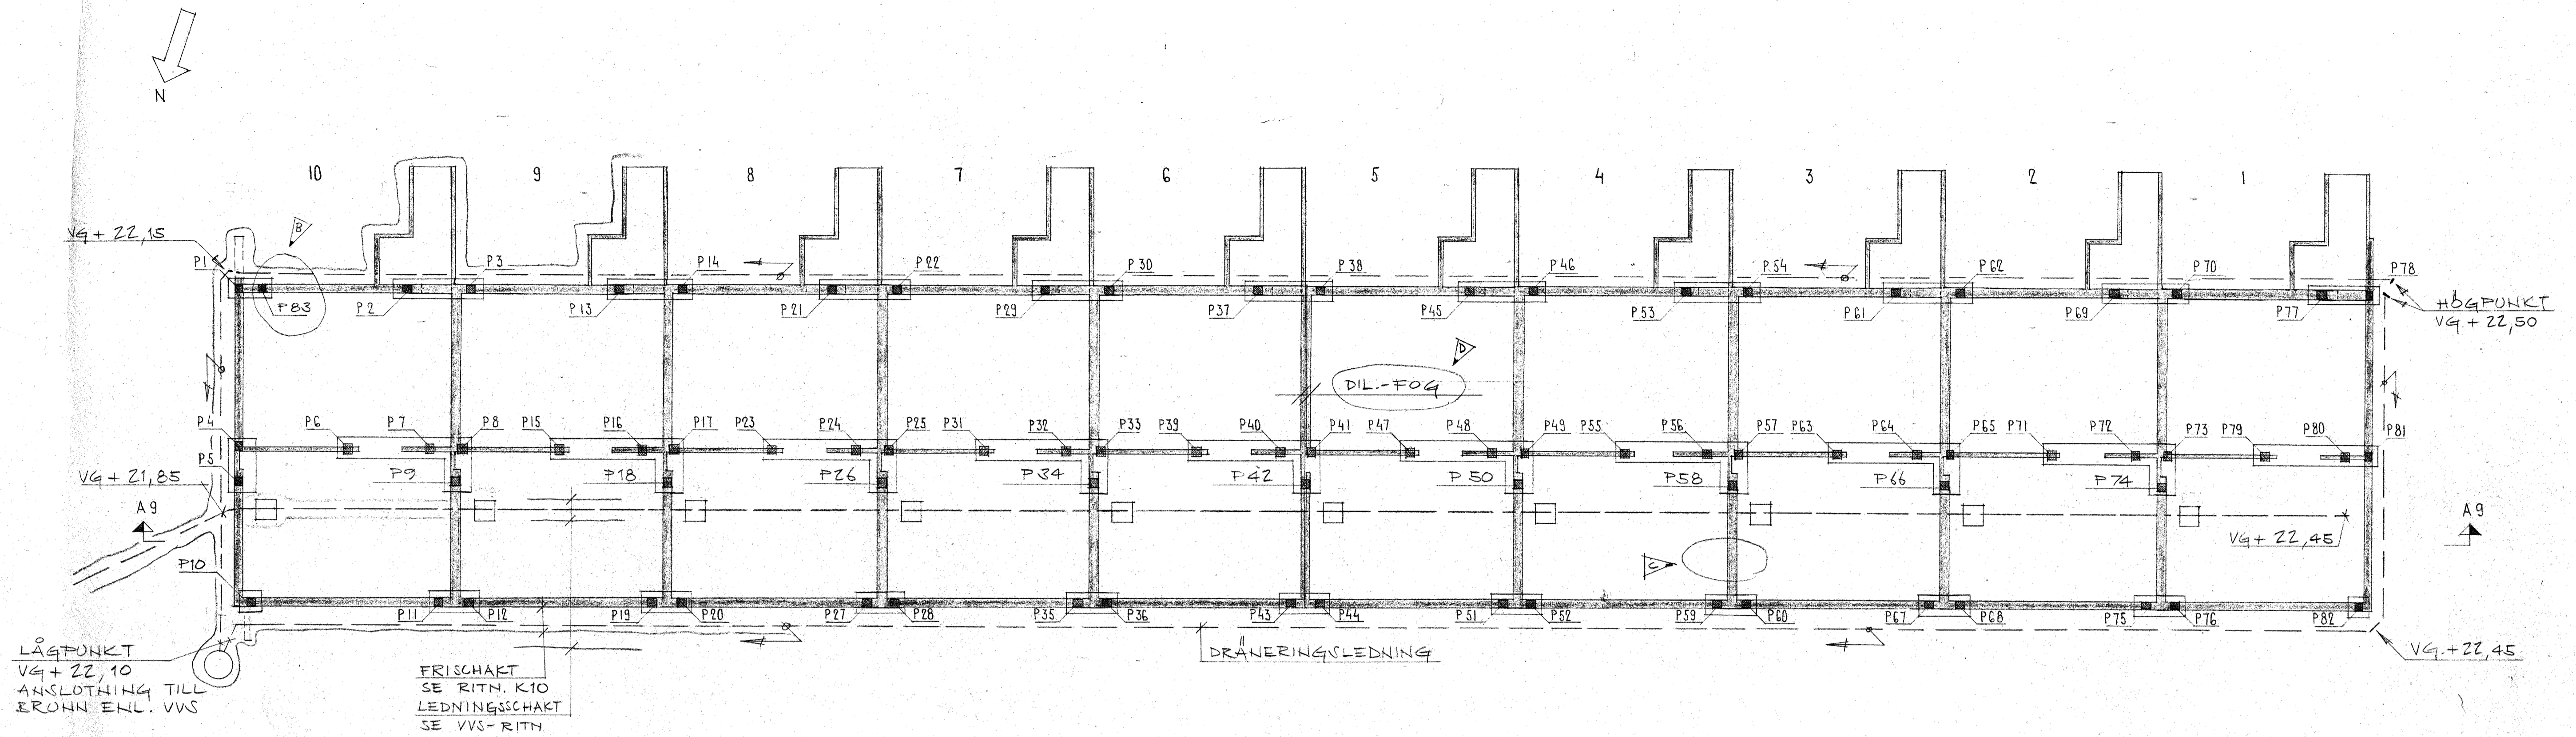 N
10 9 8 7 6 5 4 3 2 1
VG + 22,15
B
P1 P3 P14 P22 P30 P38 P46 P.54 P62 P70 P78
P83 P2 P13 P21 P29 P37 P45 P53 P61 P69 P77
HÖGPUNKT
VG. + 22,50
D
DIL.-FOG
P4 P6 P7 P8 P15 P16 P17 P23 P24 P25 P31 P32 P33 P39 P40 P41 P47 P48 P49 P55 P56 P57 P63 P64 P65 P71 P72 P73 P79 P80 P81
P5 P9 P18 P26 P34 P42 P50 P58 P66 P74
VG + 21,85
A9 A9
VG + 22,45
C
P10
P11 P12 P19 P20 P27 P28 P35 P36 P43 P44 P51 P52 P59 P60 P67 P68 P75 P76 P82
LÅGPUNKT
VG + 22,10
ANSLUTNING TILL
BRUNN ENL. VVS
FRISCHAKT
SE RITN. K10
LEDNINGSSCHAKT
SE VVS-RITN
DRÄNERINGSLEDNING
VG. + 22,45